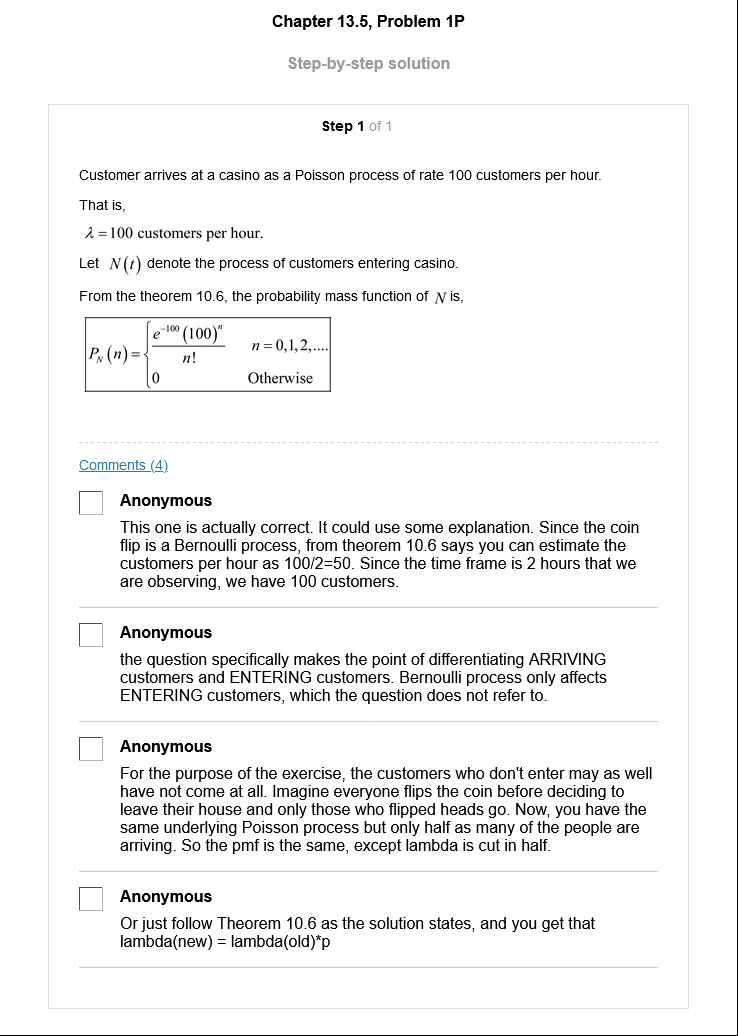 Chapter 13.5, Problem 1P
Step-by-step solution
Step 1 of 1
Customer arrives at a casino as a Poisson process of rate 100 customers per hour.
That is,
λ = 100 customers per hour.
Let N(t) denote the process of customers entering casino.
From the theorem 10.6, the probability mass function of N is,
P_N(n) = { e^{-100}(100)^n / n!   n = 0,1,2,....
0   Otherwise
Comments (4)
Anonymous
This one is actually correct. It could use some explanation. Since the coin
flip is a Bernoulli process, from theorem 10.6 says you can estimate the
customers per hour as 100/2=50. Since the time frame is 2 hours that we
are observing, we have 100 customers.
Anonymous
the question specifically makes the point of differentiating ARRIVING
customers and ENTERING customers. Bernoulli process only affects
ENTERING customers, which the question does not refer to.
Anonymous
For the purpose of the exercise, the customers who don't enter may as well
have not come at all. Imagine everyone flips the coin before deciding to
leave their house and only those who flipped heads go. Now, you have the
same underlying Poisson process but only half as many of the people are
arriving. So the pmf is the same, except lambda is cut in half.
Anonymous
Or just follow Theorem 10.6 as the solution states, and you get that
lambda(new) = lambda(old)*p